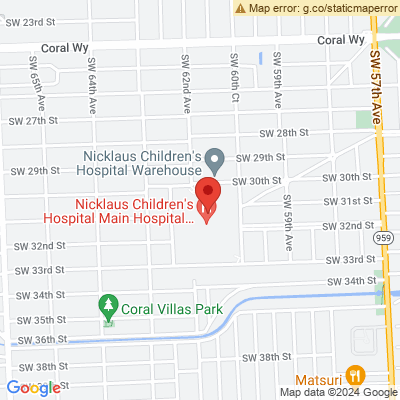 Map error: g.co/staticmaperror
SW 23rd St
Coral Wy
Coral Wy
SW 57th Ave
SW 65th Ave
SW 64th Ave
SW 62nd Ave
SW 60th Ct
SW 59th Ave
SW 27th St
SW 28th St
Nicklaus Children's
Hospital Warehouse
SW 29th St
SW 29th St
SW 30th St
SW 30th St
Nicklaus Children's
Hospital Main Hospital...
SW 31st St
SW 32nd St
SW 59th Ave
959
SW 32nd St
SW 33rd St
SW 33rd St
SW 34th St
SW 34th St
Coral Villas Park
SW 35th St
SW 36th St
SW 38th St
SW 38th St
Matsuri
Google
Map data ©2024 Google